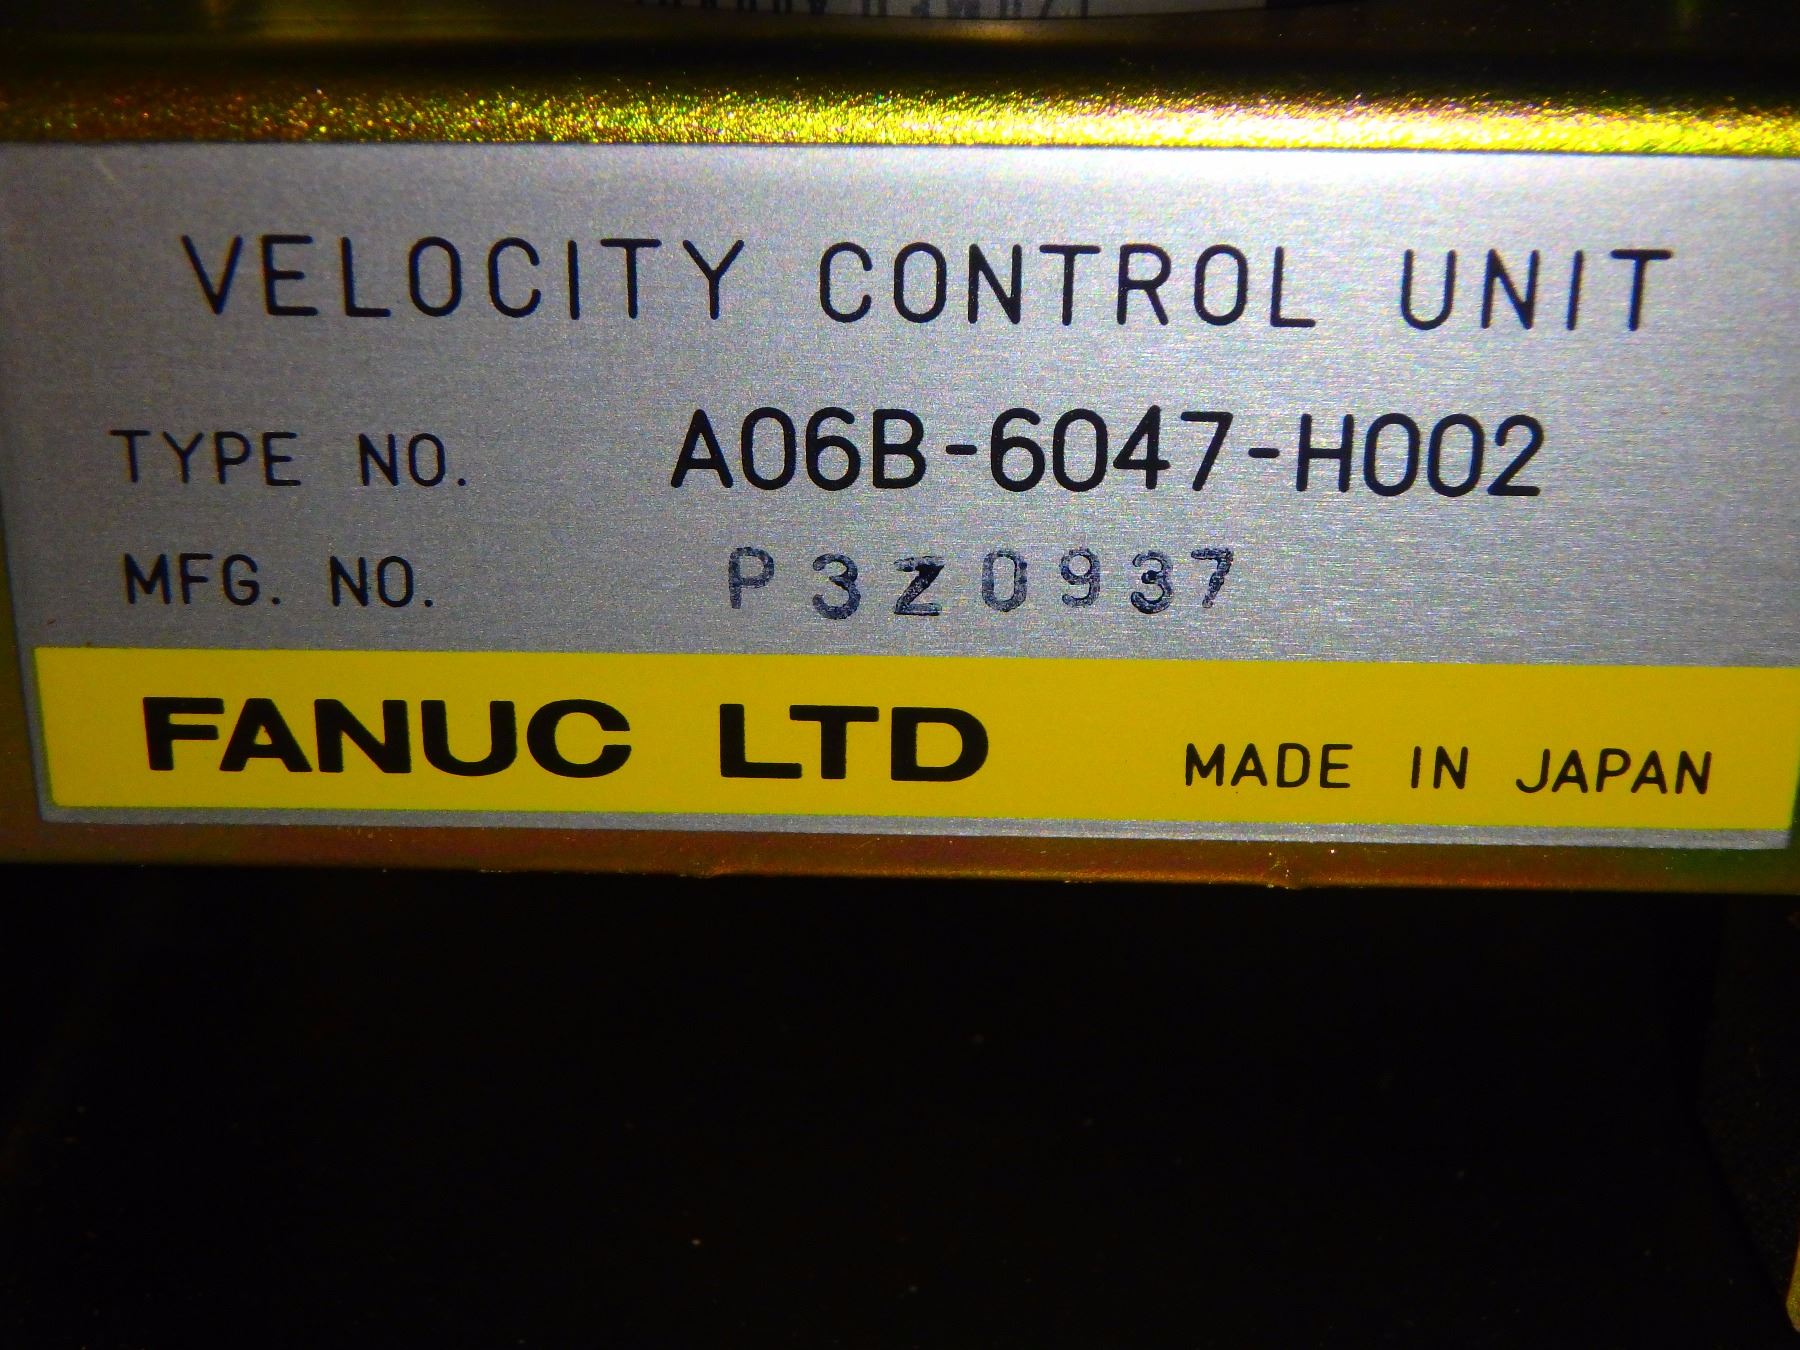 VELOCITY CONTROL UNIT
TYPE NO. A06B-6047-H002
MFG. NO. P3Z0937
FANUC LTD MADE IN JAPAN